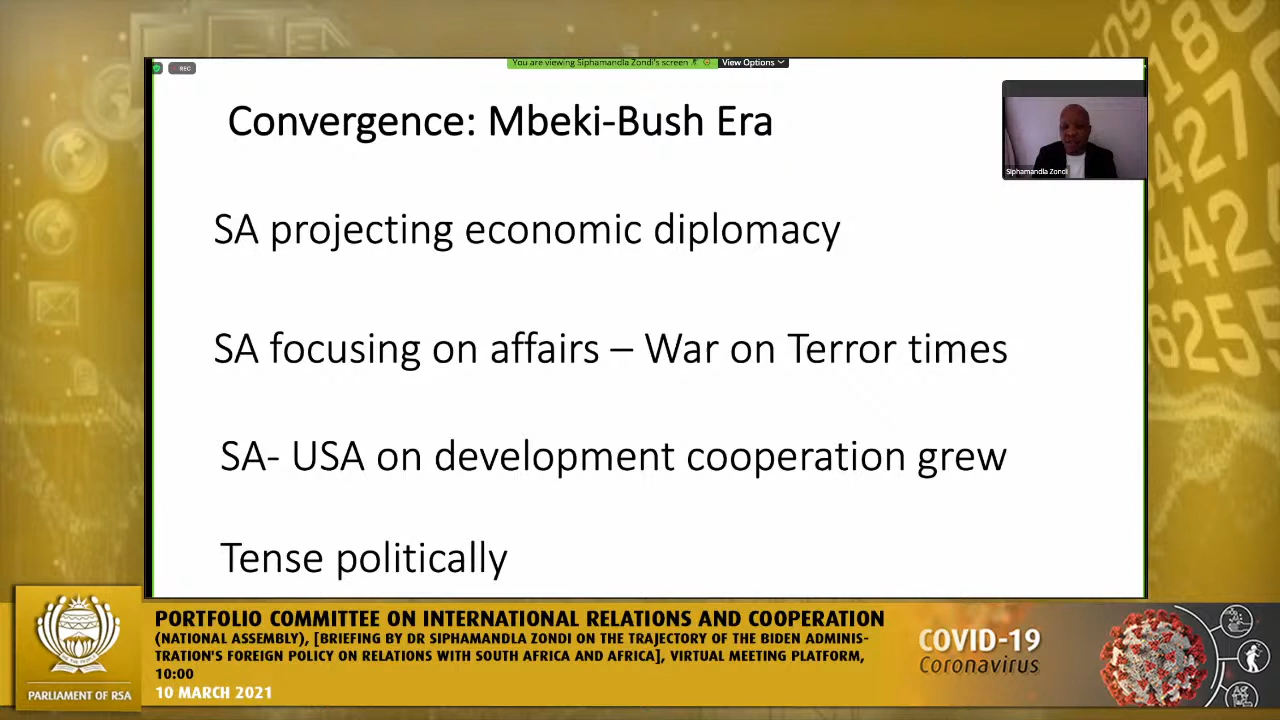 REC
You are viewing Siphamandla Zondi's screen
View Options
Convergence: Mbeki-Bush Era
Siphamandla Zondi
SA projecting economic diplomacy
SA focusing on affairs – War on Terror times
SA- USA on development cooperation grew
Tense politically
PORTFOLIO COMMITTEE ON INTERNATIONAL RELATIONS AND COOPERATION
(NATIONAL ASSEMBLY), [BRIEFING BY DR SIPHAMANDLA ZONDI ON THE TRAJECTORY OF THE BIDEN ADMINIS-
TRATION'S FOREIGN POLICY ON RELATIONS WITH SOUTH AFRICA AND AFRICA], VIRTUAL MEETING PLATFORM,
10:00
10 MARCH 2021
PARLIAMENT OF RSA
COVID-19
Coronavirus